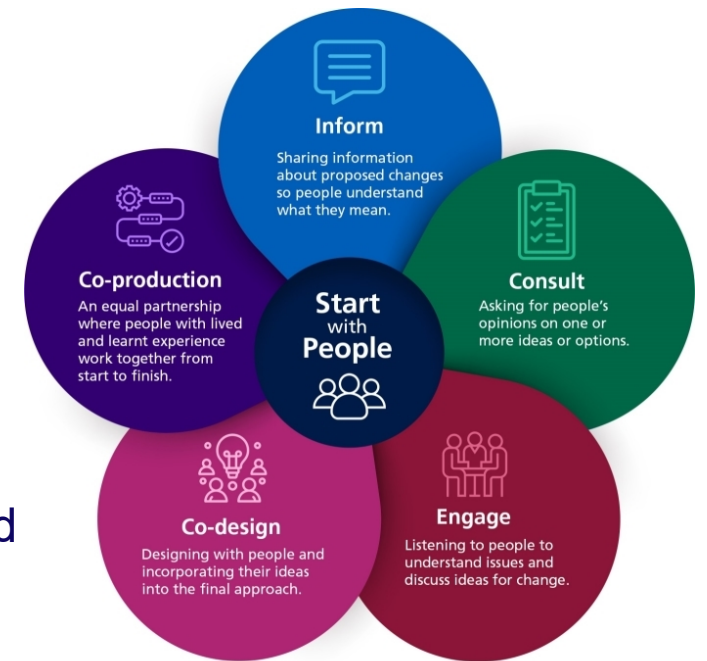 Inform
Sharing information
about proposed changes
so people understand
what they mean.
Consult
Asking for people's
opinions on one or
more ideas or options.
Engage
Listening to people to
understand issues and
discuss ideas for change.
Co-design
Designing with people and
incorporating their ideas
into the final approach.
Co-production
An equal partnership
where people with lived
and learnt experience
work together from
start to finish.
Start
with
People
d